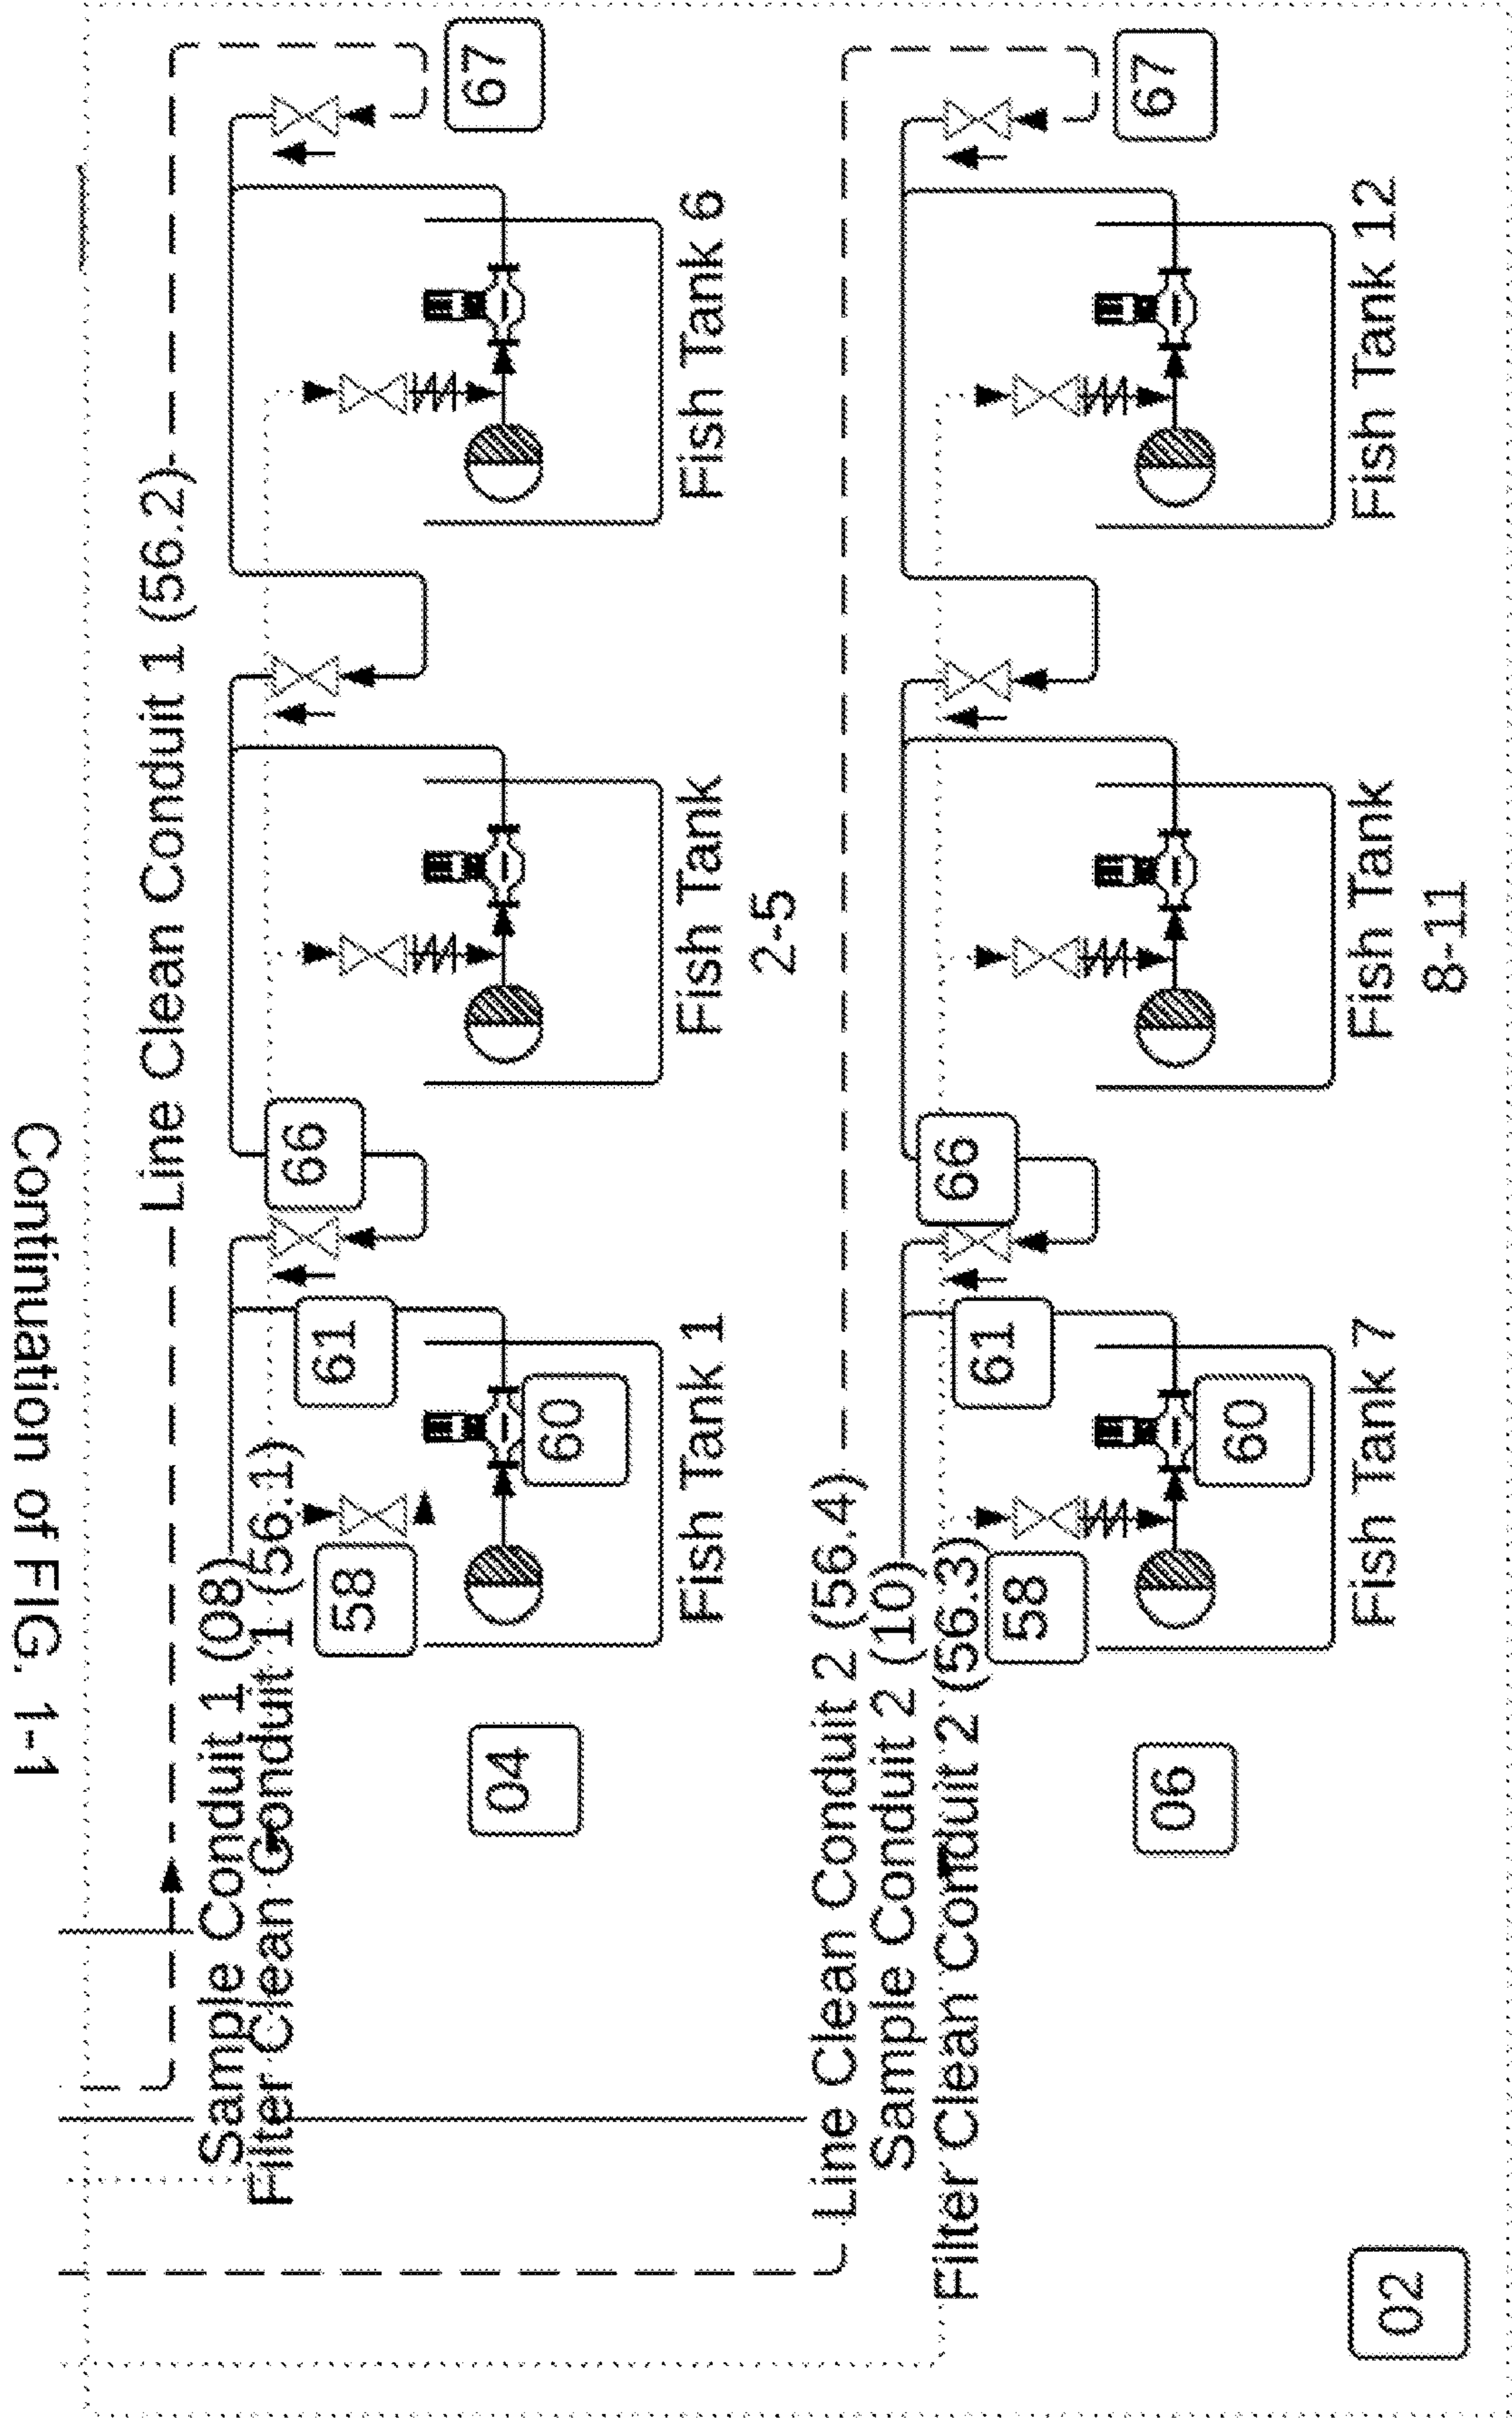 67
Fish Tank 6
Line Clean Conduit 1 (56.2)
Fish Tank
2-5
66
61
60
58
Fish Tank 1
Sample Conduit 1 (08)
Filter Clean Conduit 1 (56.1)
04
67
Fish Tank 12
Fish Tank
8-11
66
61
60
58
Fish Tank 7
Line Clean Conduit 2 (56.4)
Sample Conduit 2 (10)
Filter Clean Conduit 2 (56.3)
06
02
Continuation of FIG. 1-1